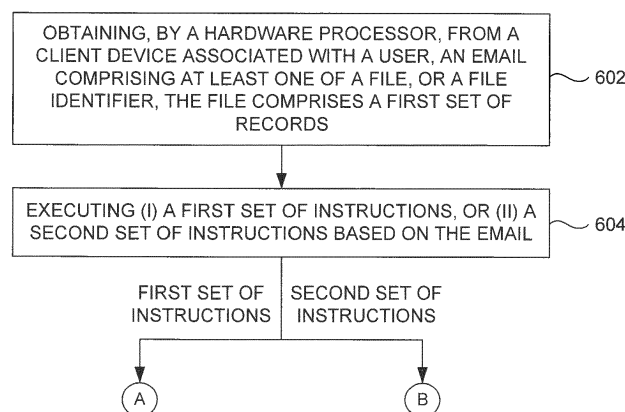 OBTAINING, BY A HARDWARE PROCESSOR, FROM A
CLIENT DEVICE ASSOCIATED WITH A USER, AN EMAIL
COMPRISING AT LEAST ONE OF A FILE, OR A FILE
IDENTIFIER, THE FILE COMPRISES A FIRST SET OF
RECORDS
602
EXECUTING (I) A FIRST SET OF INSTRUCTIONS, OR (II) A
SECOND SET OF INSTRUCTIONS BASED ON THE EMAIL
604
FIRST SET OF
INSTRUCTIONS
SECOND SET OF
INSTRUCTIONS
A
B